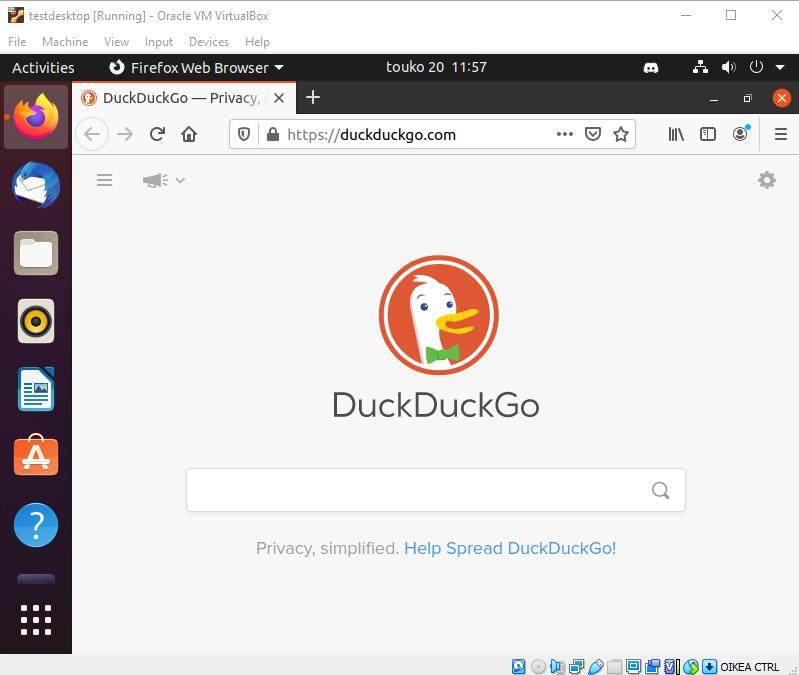 testdesktop [Running] - Oracle VM VirtualBox
File Machine View Input Devices Help
Activities Firefox Web Browser touko 20 11:57
DuckDuckGo — Privacy,
https://duckduckgo.com
DuckDuckGo
Privacy, simplified. Help Spread DuckDuckGo!
OIKEA CTRL